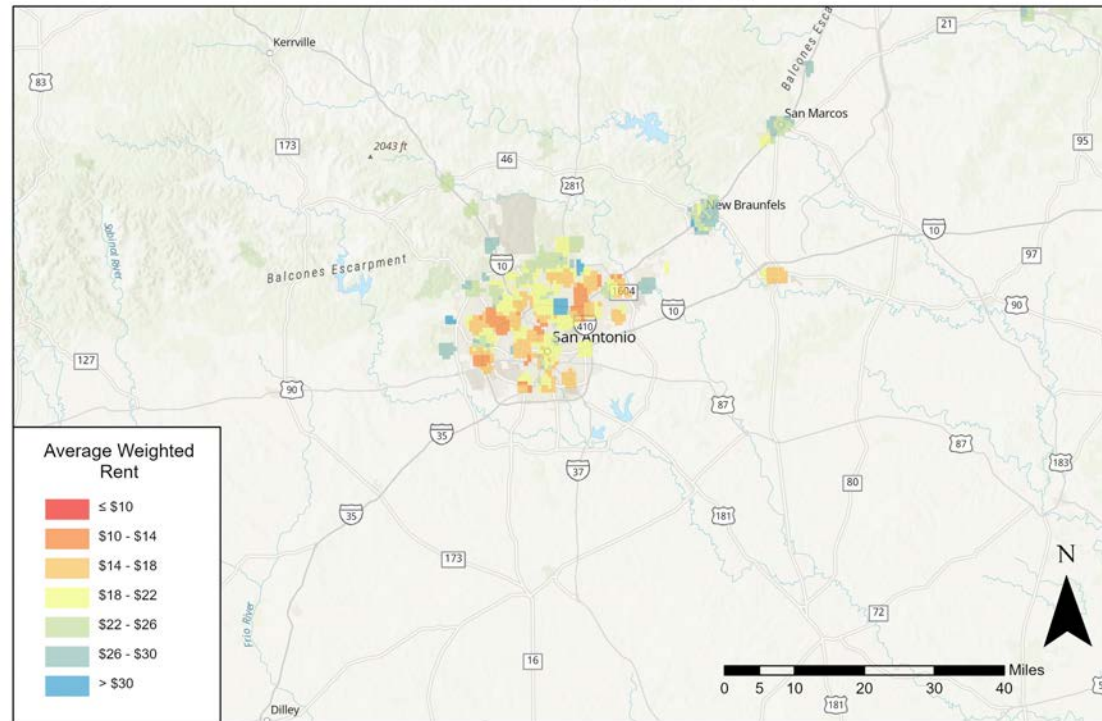 Balcones Esca
21
Kerrville
83
San Marcos
173
2043 ft
46
95
281
New Braunfels
Sabinal River
10
Balcones Escarpment
10
97
1604
10
90
410
San Antonio
127
90
87
35
87
183
37
80
35
181
173
72
Frio River
16
181
5
Dilley
Average Weighted
Rent
≤ $10
$10 - $14
$14 - $18
$18 - $22
$22 - $26
$26 - $30
> $30
N
Miles
0 5 10 20 30 40